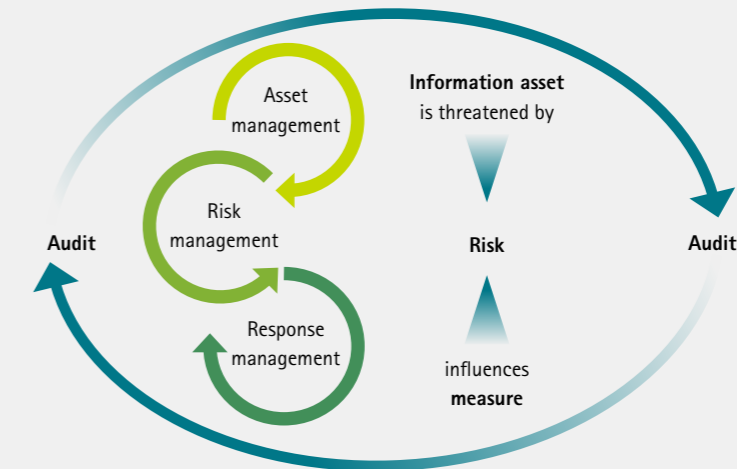 Asset
management
Information asset
is threatened by
Audit
Risk
management
Risk
Audit
Response
management
influences
measure